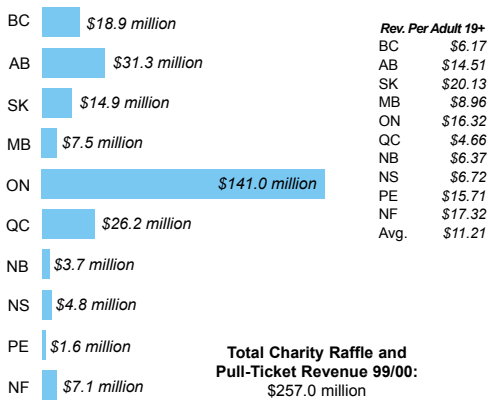 BC $18.9 million
AB $31.3 million
SK $14.9 million
MB $7.5 million
ON $141.0 million
QC $26.2 million
NB $3.7 million
NS $4.8 million
PE $1.6 million
NF $7.1 million
Rev. Per Adult 19+
BC $6.17
AB $14.51
SK $20.13
MB $8.96
ON $16.32
QC $4.66
NB $6.37
NS $6.72
PE $15.71
NF $17.32
Avg. $11.21
Total Charity Raffle and
Pull-Ticket Revenue 99/00:
$257.0 million